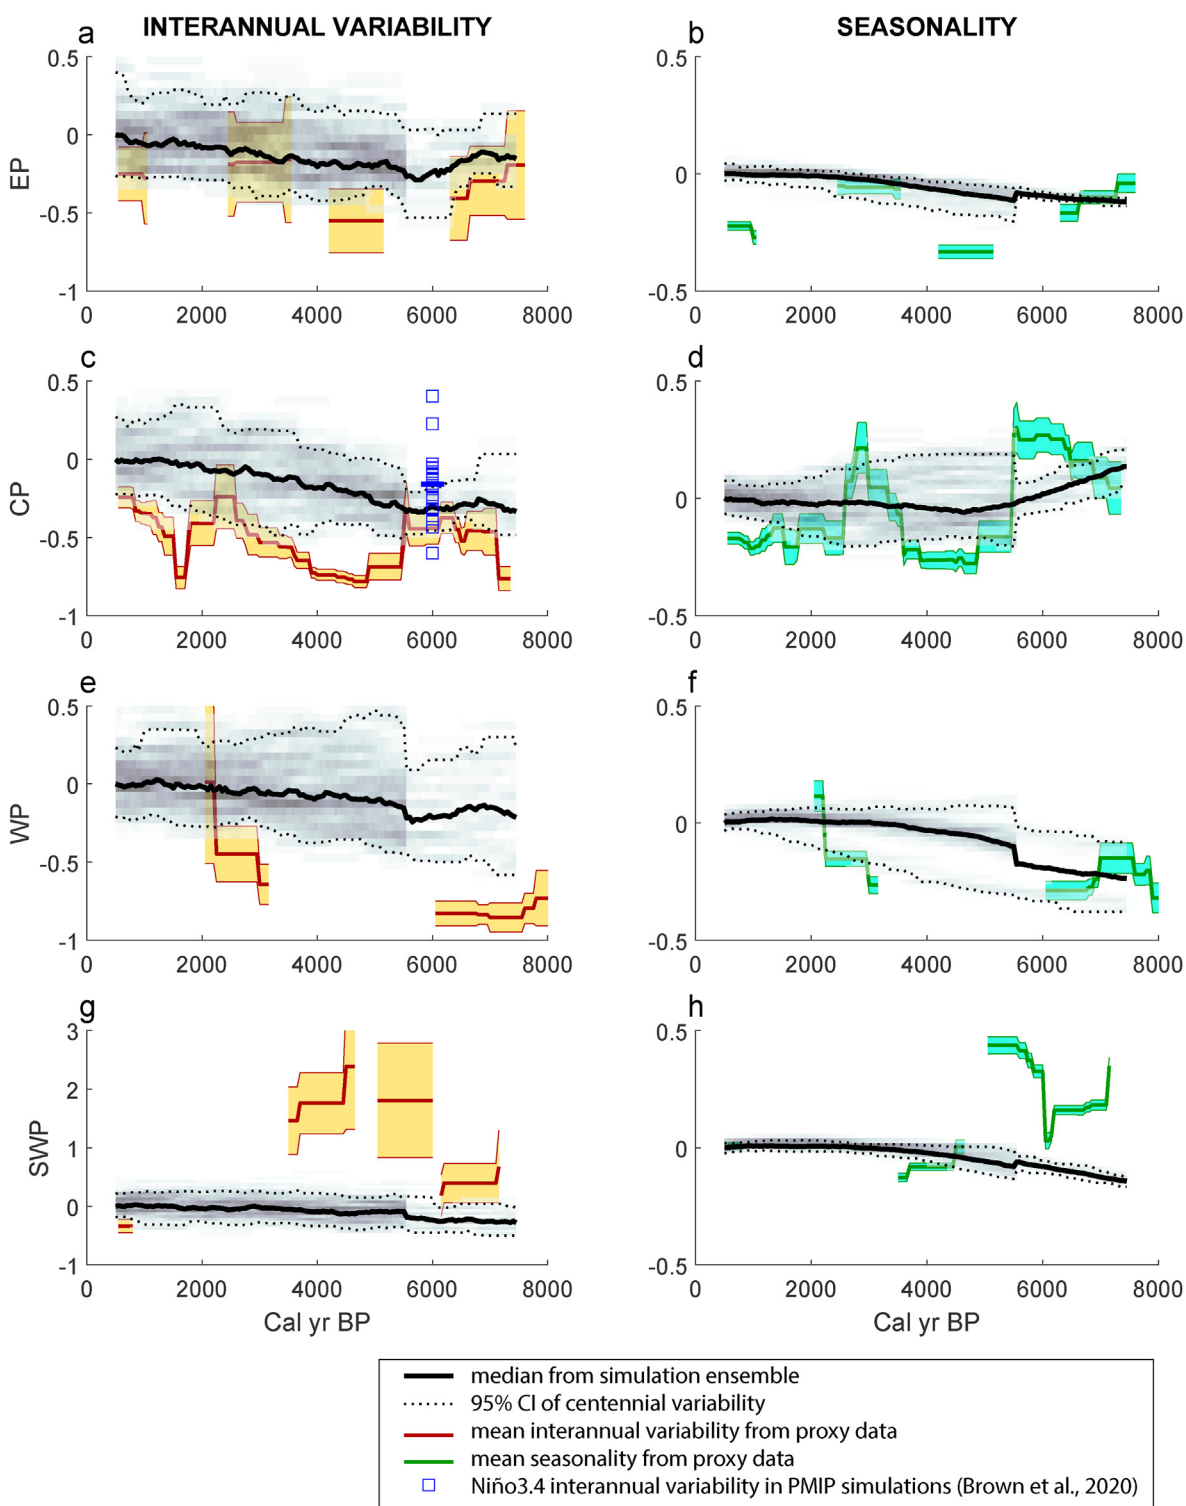 INTERANNUAL VARIABILITY
SEASONALITY
a
0.5
0
-0.5
-1
EP
0 2000 4000 6000 8000
b
0.5
0
-0.5
0 2000 4000 6000 8000
c
0.5
0
-0.5
-1
CP
0 2000 4000 6000 8000
d
0.5
0
-0.5
0 2000 4000 6000 8000
e
0.5
0
-0.5
-1
WP
0 2000 4000 6000 8000
f
0.5
0
-0.5
0 2000 4000 6000 8000
g
3
2
1
0
-1
SWP
0 2000 4000 6000 8000
Cal yr BP
h
0.5
0
-0.5
0 2000 4000 6000 8000
Cal yr BP
median from simulation ensemble
95% CI of centennial variability
mean interannual variability from proxy data
mean seasonality from proxy data
Niño3.4 interannual variability in PMIP simulations (Brown et al., 2020)